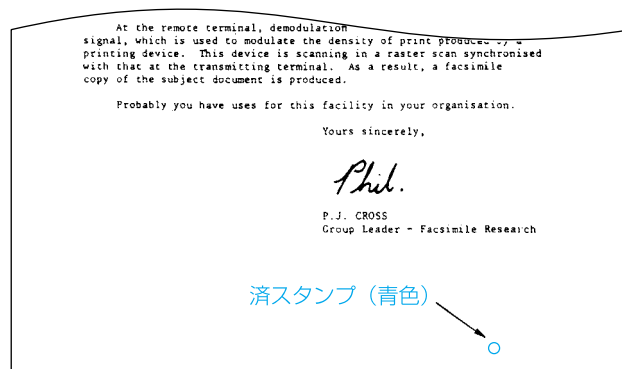 At the remote terminal, demodulation
signal, which is used to modulate the density of print produced by a
printing device. This device is scanning in a raster scan synchronised
with that at the transmitting terminal. As a result, a facsimile
copy of the subject document is produced.
Probably you have uses for this facility in your organisation.
Yours sincerely,
Phil.
P.J. CROSS
Group Leader - Facsimile Research
済スタンプ（青色）